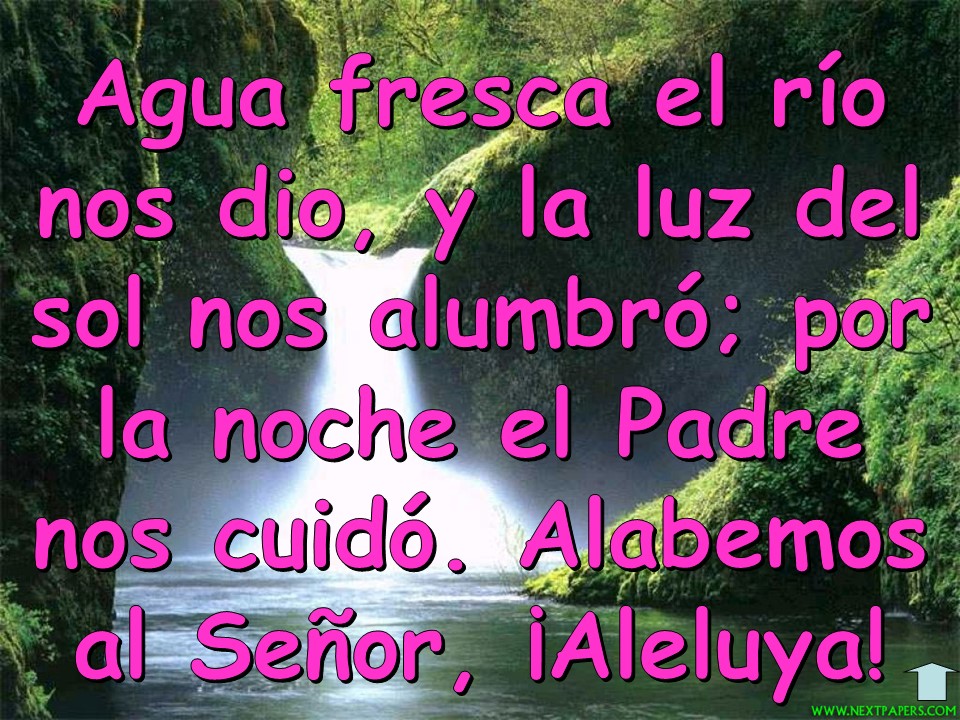 Agua fresca el río
nos dio, y la luz del
sol nos alumbró; por
la noche el Padre
nos cuidó. Alabemos
al Señor, ¡Aleluya!
WWW.NEXTPAPERS.COM